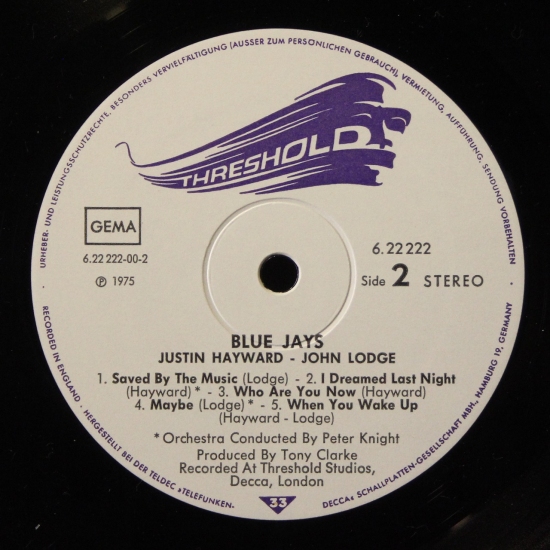 URHEBER- UND LEISTUNGSSCHUTZRECHTE, BESONDERS VERVIELFÄLTIGUNG (AUSSER ZUM PERSÖNLICHEN GEBRAUCH), VERMIETUNG, AUFFÜHRUNG, SENDUNG VORBEHALTEN
THRESHOLD
GEMA
6.22 222-00-2
Ⓟ 1975
6.22 222
Side 2 STEREO
BLUE JAYS
JUSTIN HAYWARD - JOHN LODGE
1. Saved By The Music (Lodge) - 2. I Dreamed Last Night
(Hayward)* - 3. Who Are You Now (Hayward)
4. Maybe (Lodge)* - 5. When You Wake Up
(Hayward - Lodge)
*Orchestra Conducted By Peter Knight
Produced By Tony Clarke
Recorded At Threshold Studios,
Decca, London
33
RECORDED IN ENGLAND · HERGESTELLT BEI DER TELDEC »TELEFUNKEN-DECCA« SCHALLPLATTEN-GESELLSCHAFT MBH., HAMBURG 19, GERMANY